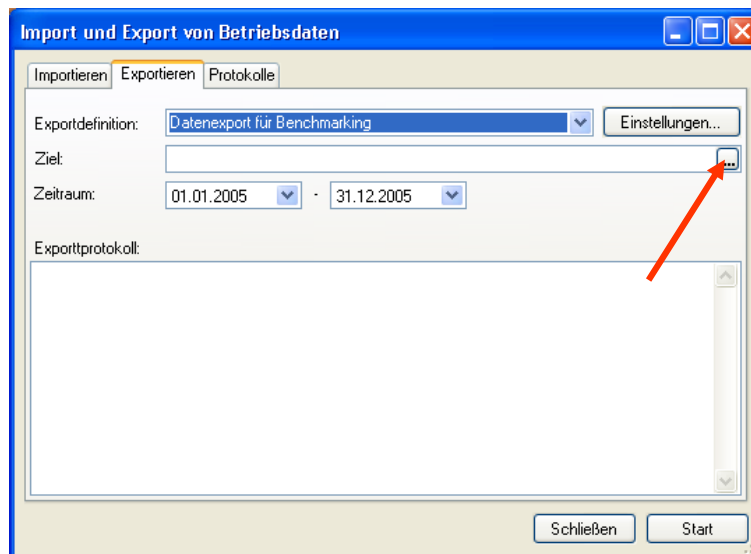 Import und Export von Betriebsdaten
Importieren Exportieren Protokolle
Exportdefinition: Datenexport für Benchmarking Einstellungen...
Ziel: ...
Zeitraum: 01.01.2005 - 31.12.2005
Exporttprotokoll:
Schließen Start